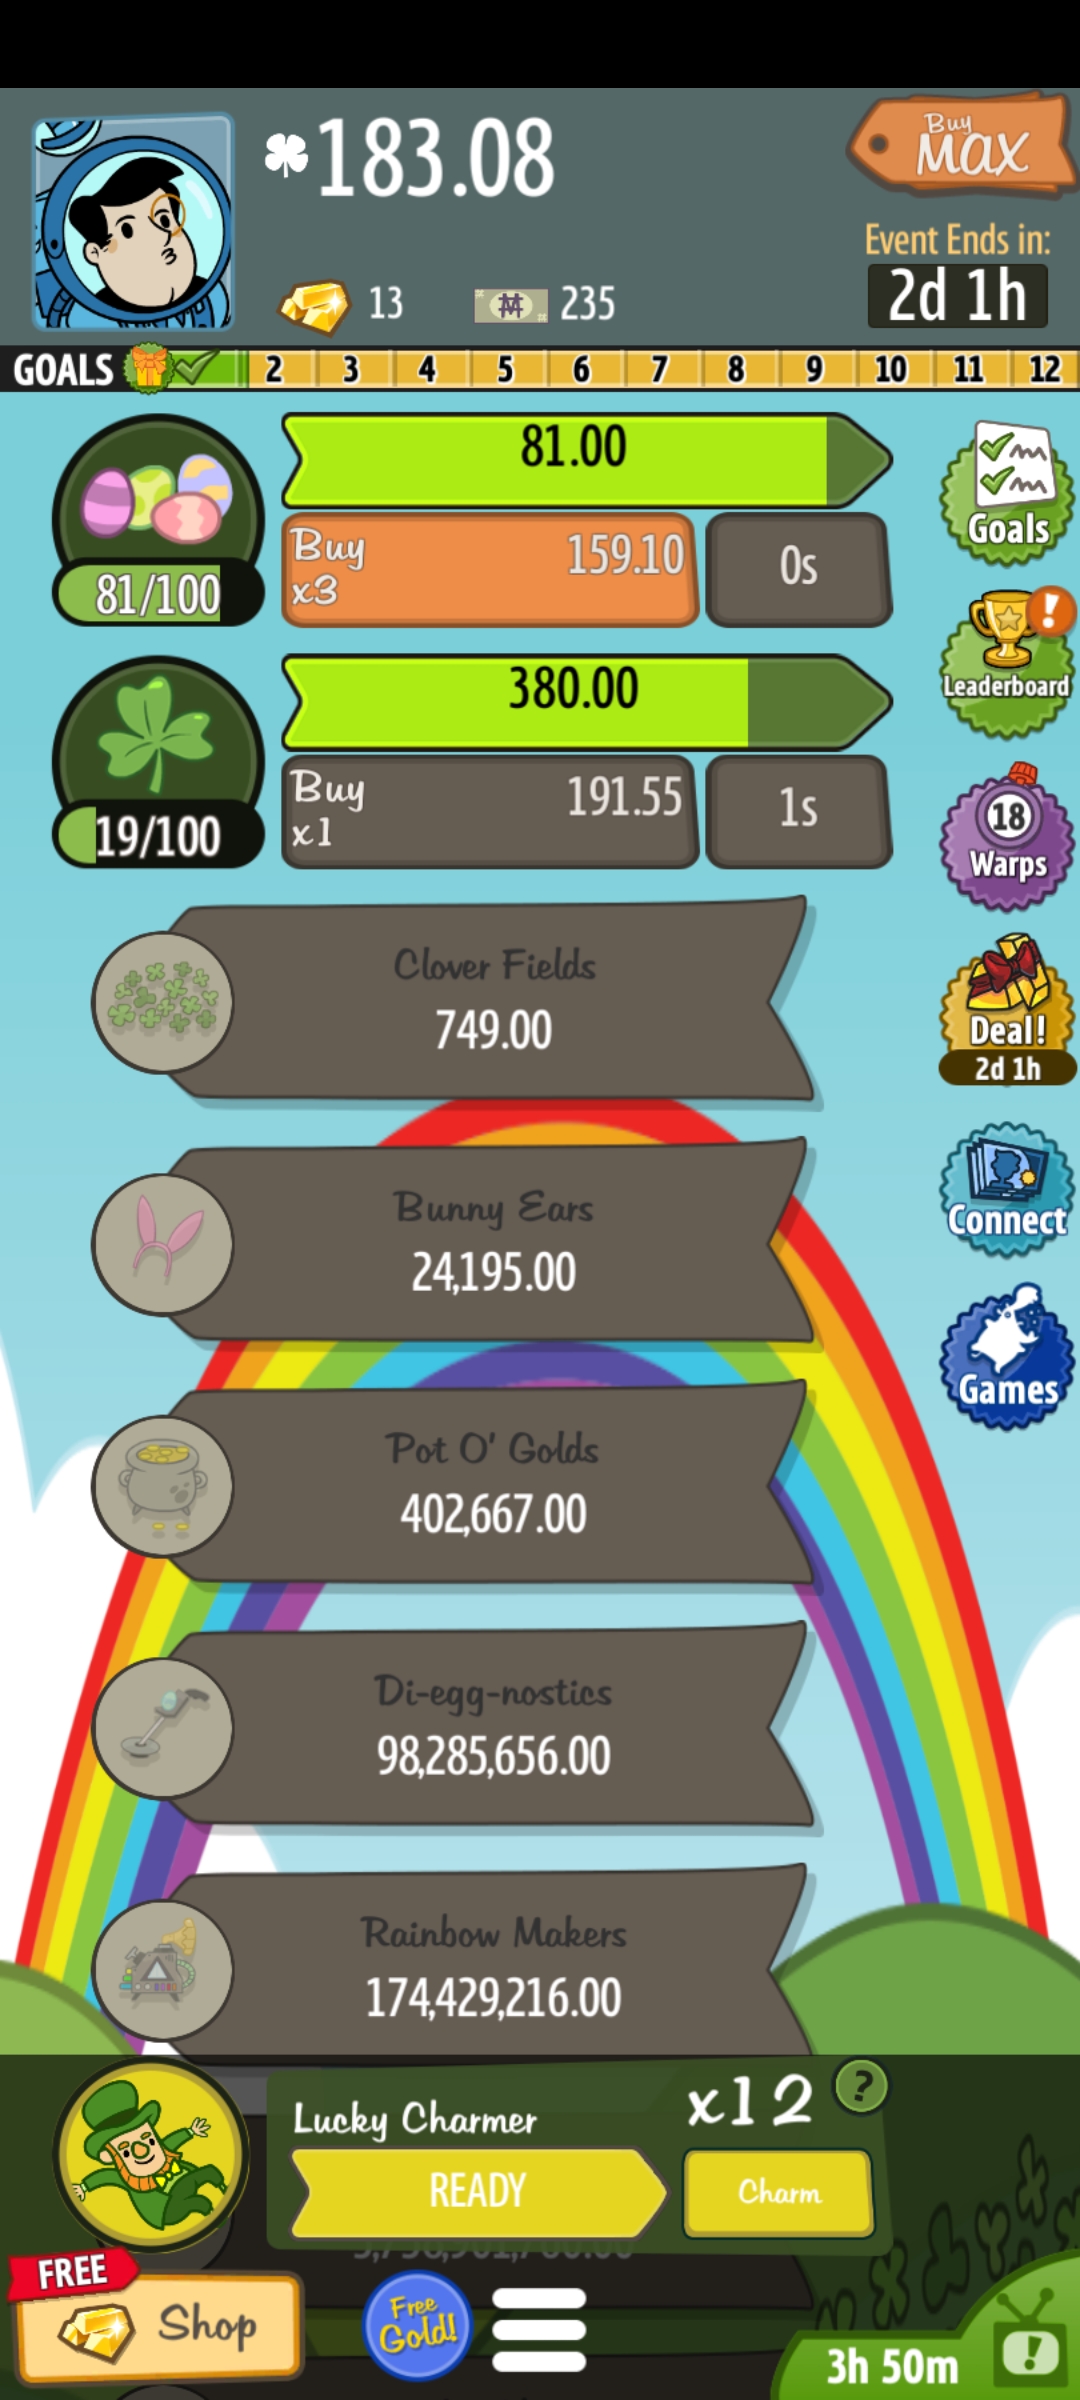 183.08
Buy
MAX
Event Ends in:
2d 1h
13
235
GOALS 2 3 4 5 6 7 8 9 10 11 12
81.00
Buy
x3
159.10
0s
81/100
Goals
Leaderboard
380.00
Buy
x1
191.55
1s
19/100
18
Warps
Clover Fields
749.00
Deal!
2d 1h
Bunny Ears
24,195.00
Connect
Games
Pot O' Golds
402,667.00
Di-egg-nostics
98,285,656.00
Rainbow Makers
174,429,216.00
Lucky Charmer
x12
?
READY
Charm
FREE
Shop
Free
Gold!
3h 50m